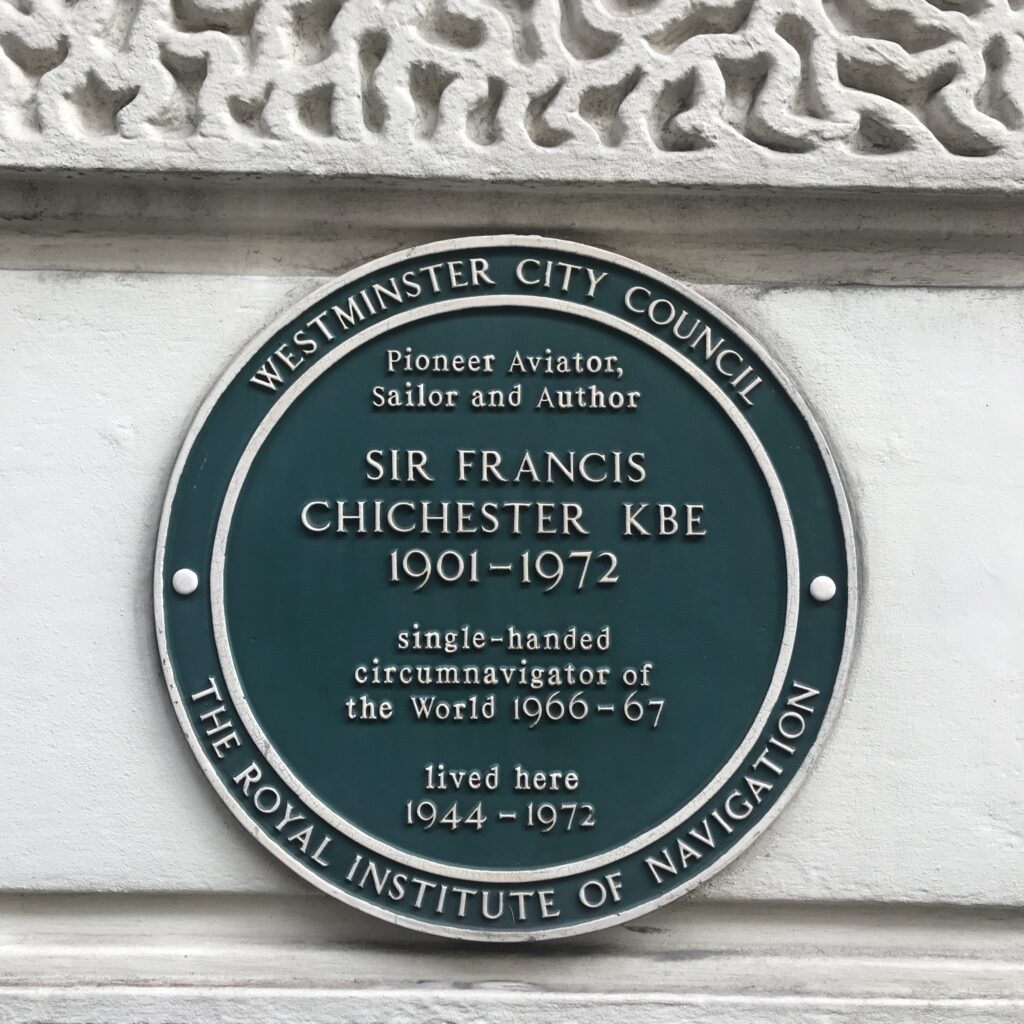 WESTMINSTER CITY COUNCIL
Pioneer Aviator,
Sailor and Author
SIR FRANCIS
CHICHESTER KBE
1901-1972
single-handed
circumnavigator of
the World 1966-67
lived here
1944-1972
THE ROYAL INSTITUTE OF NAVIGATION